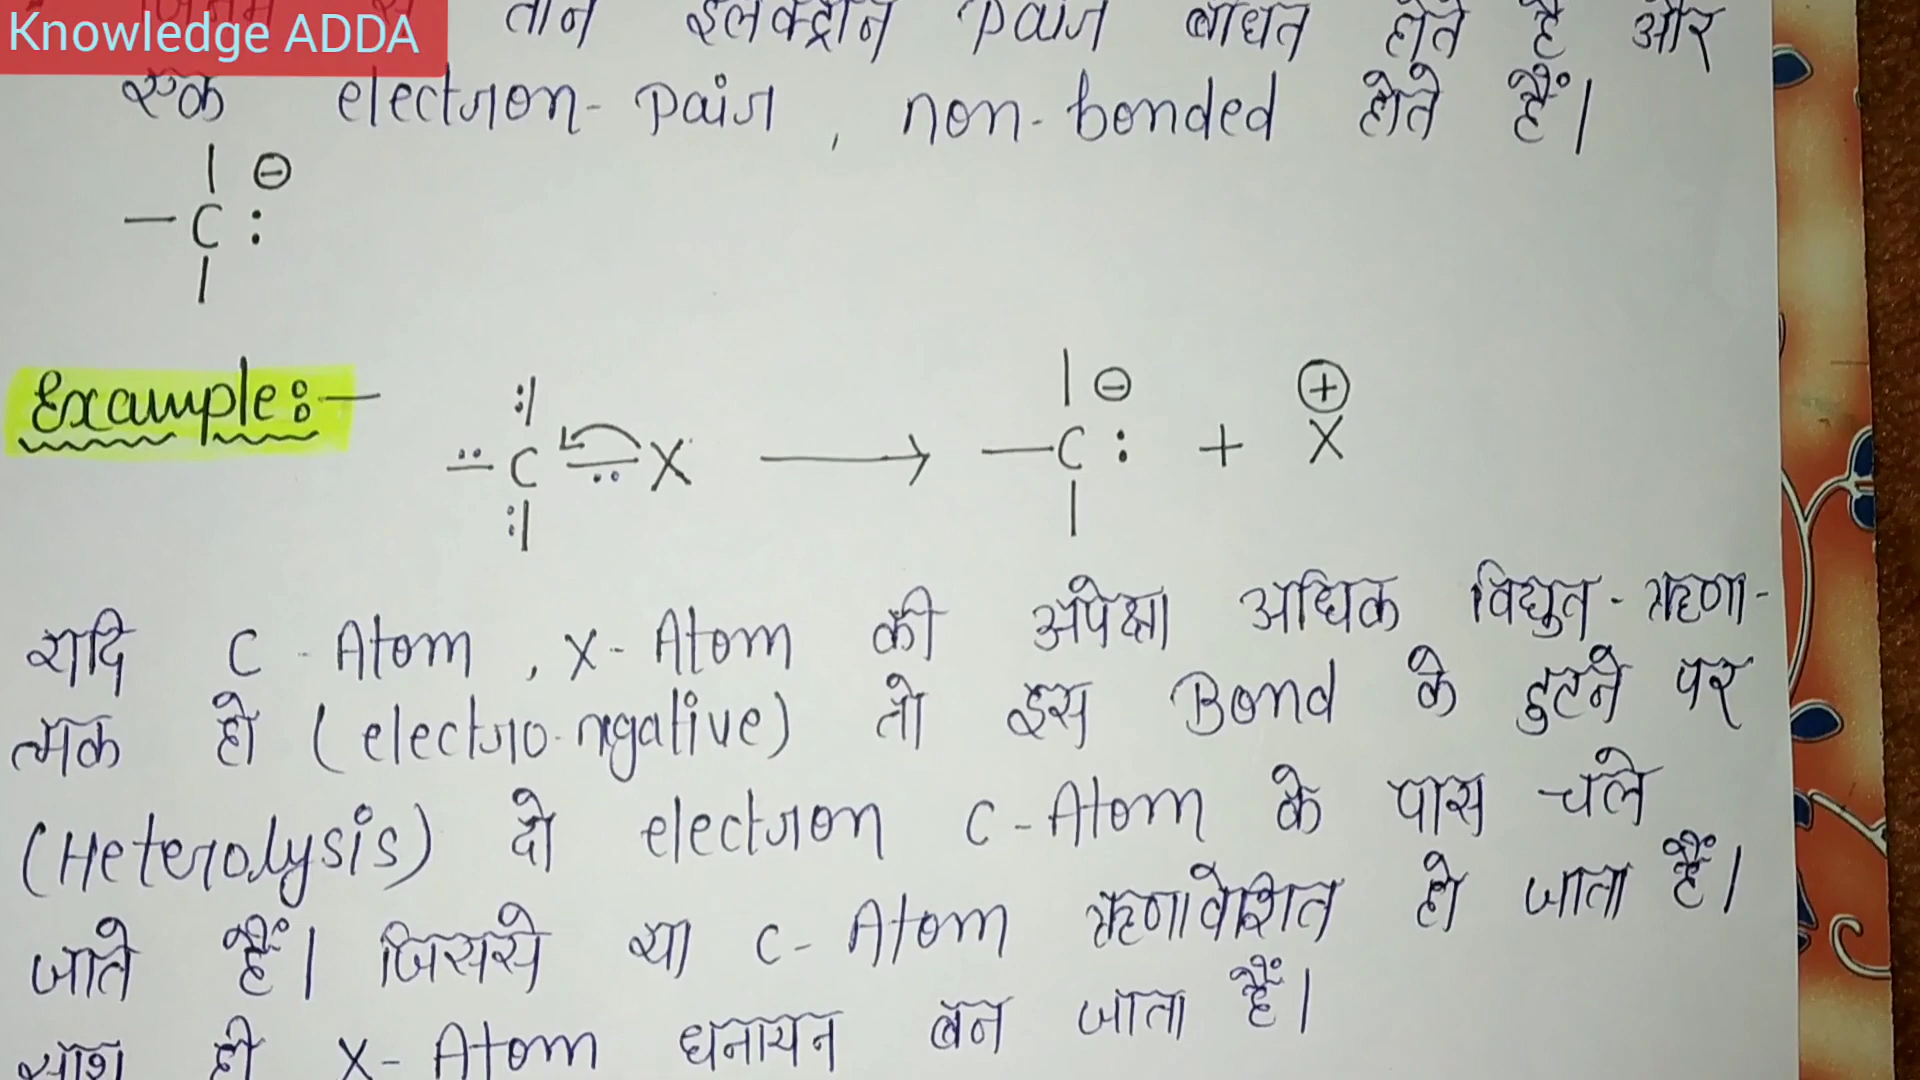 Knowledge ADDA
तीन इलेक्ट्रॉन pair बंधित होते हैं और
एक electron-pair, non-bonded होते हैं।
| ⊖
— C :
|
Example:—
:| | ⊖ ⊕
— C — X → — C : + X
:| |
यदि C-Atom, X-Atom की अपेक्षा अधिक विद्युत-ऋणा-
त्मक हो (electro-ngative) तो इस Bond के टुटने पर
(Heterolysis) दो electron C-Atom के पास चले
जाते हैं। जिससे या C-Atom ऋणावेशित हो जाता हैं।
साथ ही X-Atom धनायन बन जाता हैं।